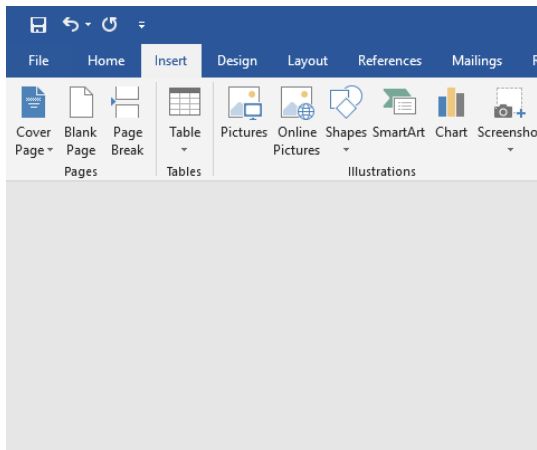 File Home Insert Design Layout References Mailings
Cover Blank Page Table Pictures Online Shapes SmartArt Chart Screensho
Page Page Break Pictures
Pages Tables Illustrations